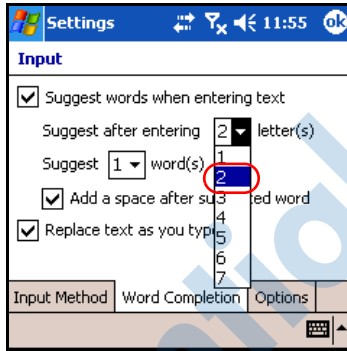 Settings 11:55 ok
Input
Suggest words when entering text
Suggest after entering 2 letter(s)
Suggest 1 word(s)
1
2
3
4
5
6
7
Add a space after su ed word
Replace text as you typ
Input Method Word Completion Options